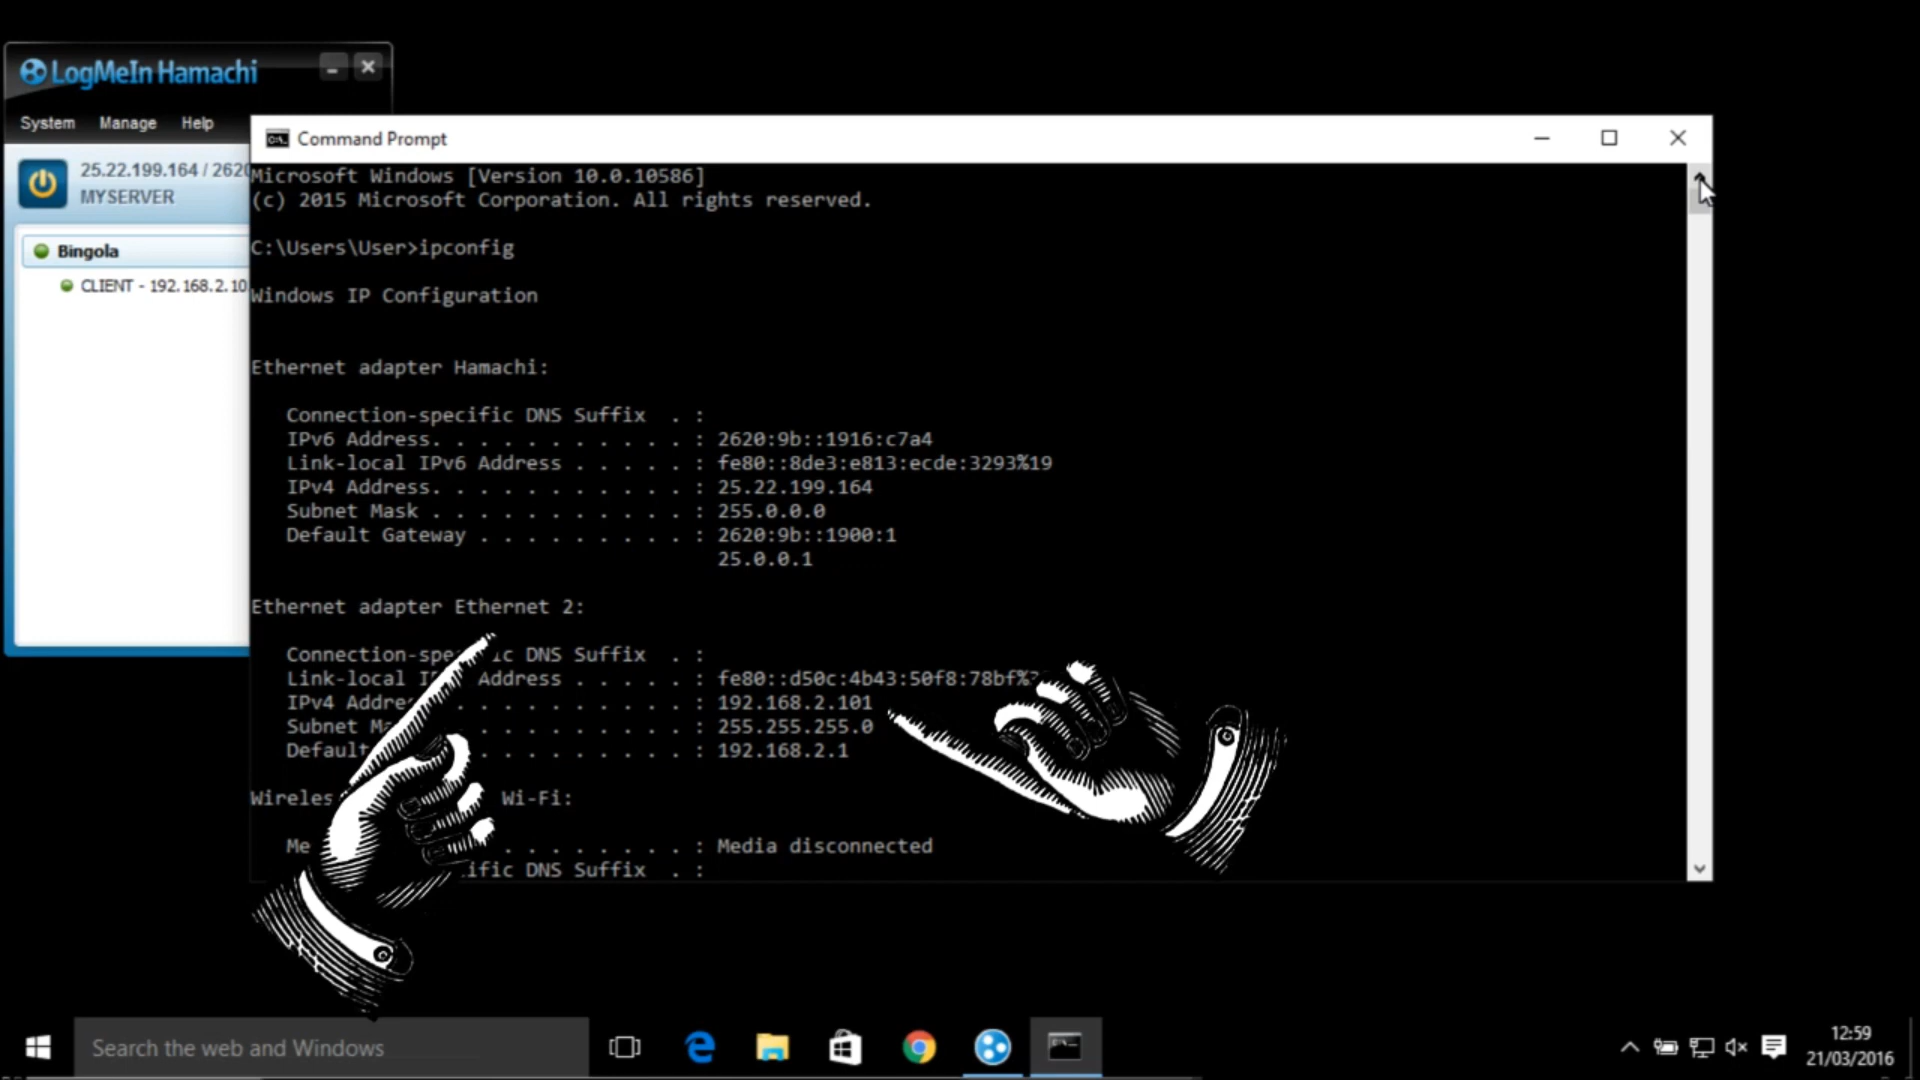 LogMeIn Hamachi
System Manage Help
25.22.199.164 / 2620
MYSERVER
Bingola
CLIENT - 192.168.2.10
Command Prompt
Microsoft Windows [Version 10.0.10586]
(c) 2015 Microsoft Corporation. All rights reserved.
C:\Users\User>ipconfig
Windows IP Configuration
Ethernet adapter Hamachi:
Connection-specific DNS Suffix . :
IPv6 Address. . . . . . . . . . . : 2620:9b::1916:c7a4
Link-local IPv6 Address . . . . . : fe80::8de3:e813:ecde:3293%19
IPv4 Address. . . . . . . . . . . : 25.22.199.164
Subnet Mask . . . . . . . . . . . : 255.0.0.0
Default Gateway . . . . . . . . . : 2620:9b::1900:1
25.0.0.1
Ethernet adapter Ethernet 2:
Connection-spe ic DNS Suffix . :
Link-local I Address . . . . . : fe80::d50c:4b43:50f8:78bf%
IPv4 Addre . . . . . . . . . : 192.168.2.101
Subnet M . . . . . . . . . : 255.255.255.0
Default . . . . . . . . . : 192.168.2.1
Wireles Wi-Fi:
Me . . . . . . . . : Media disconnected
ific DNS Suffix . :
Search the web and Windows
12:59
21/03/2016